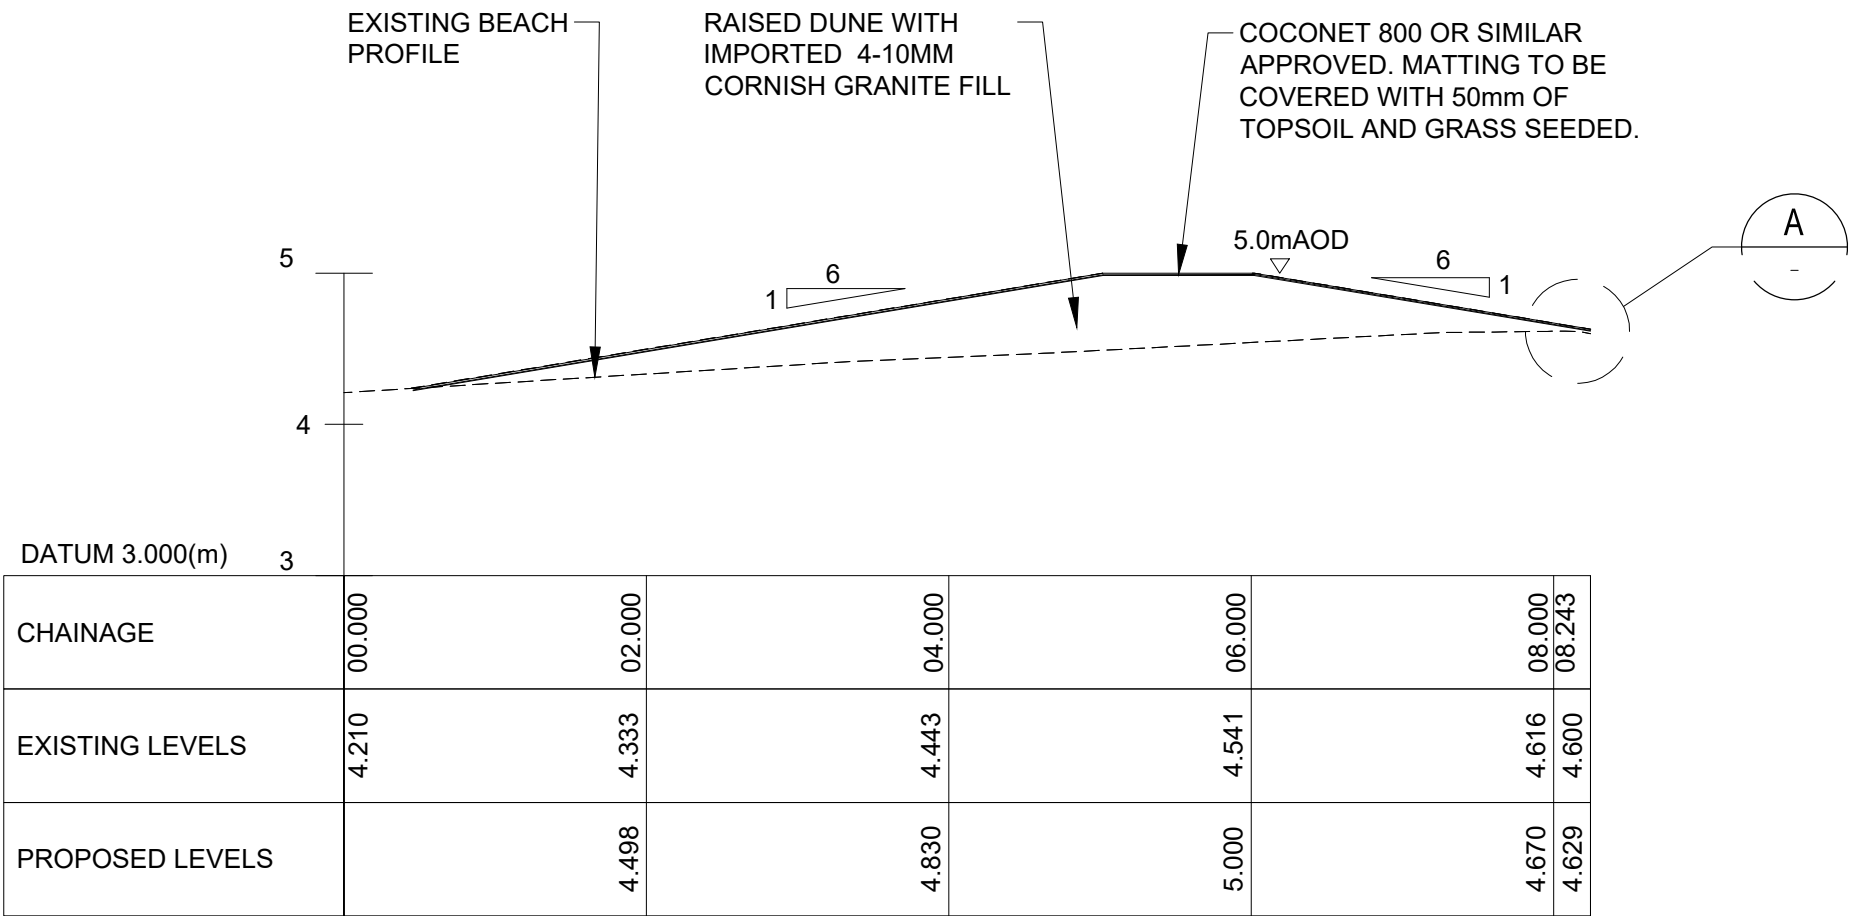 EXISTING BEACH
PROFILE
RAISED DUNE WITH
IMPORTED 4-10MM
CORNISH GRANITE FILL
COCONET 800 OR SIMILAR
APPROVED. MATTING TO BE
COVERED WITH 50mm OF
TOPSOIL AND GRASS SEEDED.
A
-
5.0mAOD
5
6
1
6
1
4
DATUM 3.000(m)
3
CHAINAGE 00.000 02.000 04.000 06.000 08.000 08.243
EXISTING LEVELS 4.210 4.333 4.443 4.541 4.616 4.600
PROPOSED LEVELS 4.498 4.830 5.000 4.670 4.629